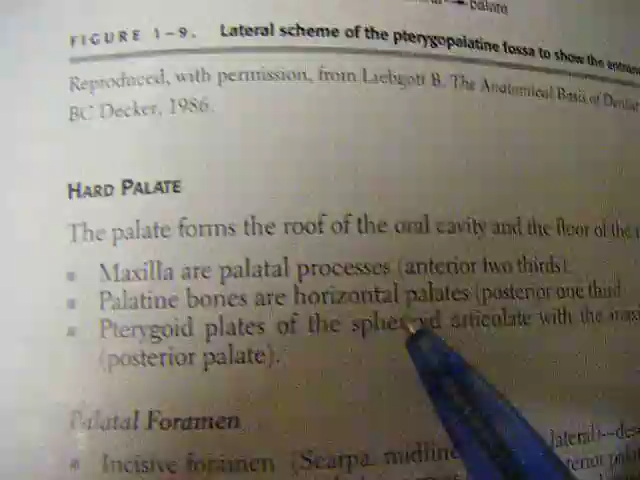 palate
FIGURE 1–9. Lateral scheme of the pterygopalatine fossa to show the
Reproduced, with permission, from Liebgott B. The Anatomical Basis of
BC Decker, 1986.
HARD PALATE
The palate forms the roof of the oral cavity and the floor of the
▪ Maxilla are palatal processes (anterior two thirds).
▪ Palatine bones are horizontal palates (posterior one third
▪ Pterygoid plates of the articulate with the
(posterior palate).
Palatal Foramen
▪ Incisive foramen (Scarpa, midline lateral)—